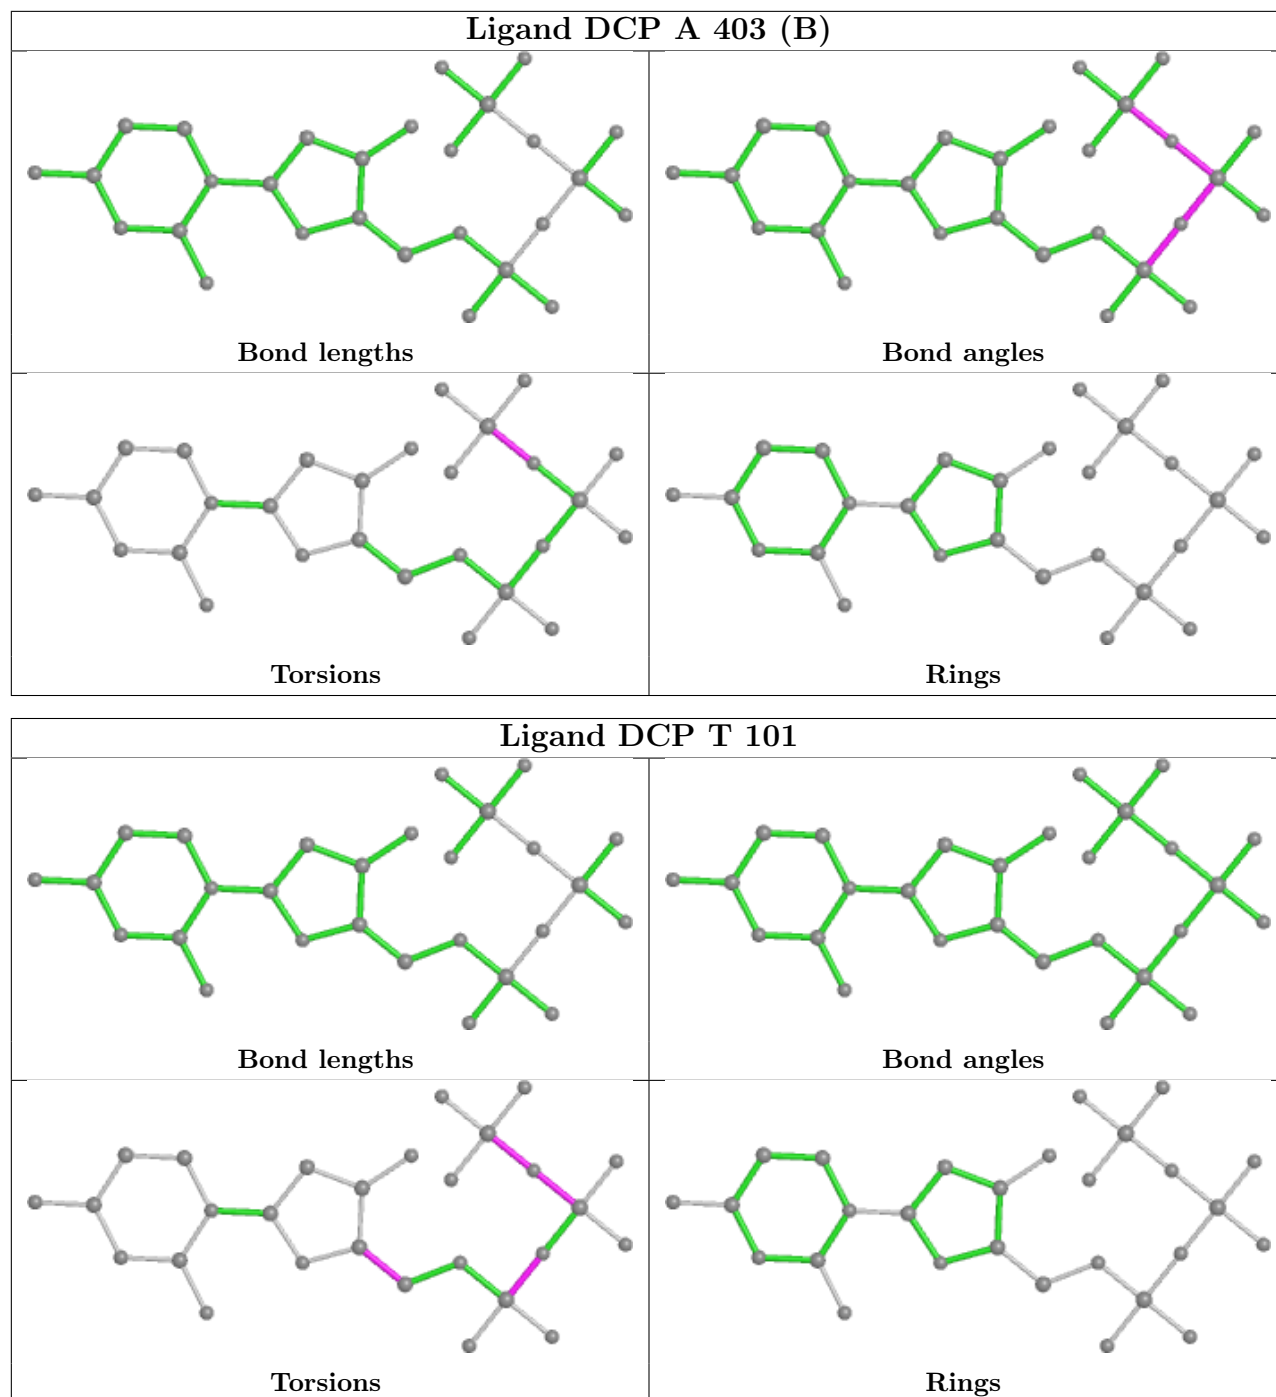 Ligand DCP A 403 (B)
Bond lengths
Bond angles
Torsions
Rings
Ligand DCP T 101
Bond lengths
Bond angles
Torsions
Rings